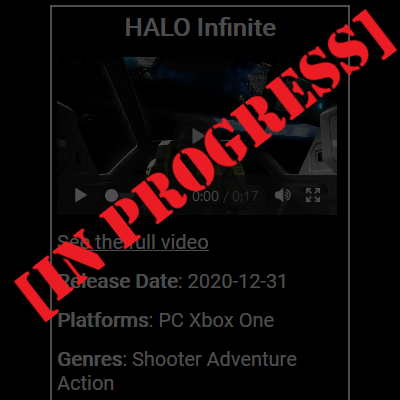 HALO Infinite
[IN PROGRESS]
0:00 / 0:17
See the full video
Release Date: 2020-12-31
Platforms: PC Xbox One
Genres: Shooter Adventure
Action